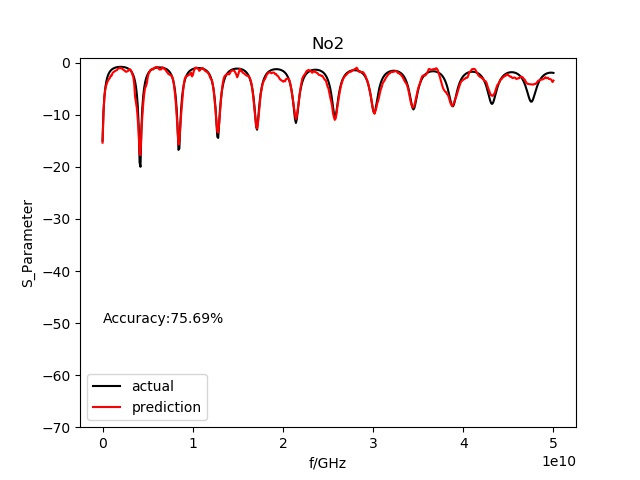 No2
0
−10
−20
−30
−40
−50
−60
−70
S_Parameter
Accuracy:75.69%
actual
prediction
0 1 2 3 4 5
1e10
f/GHz